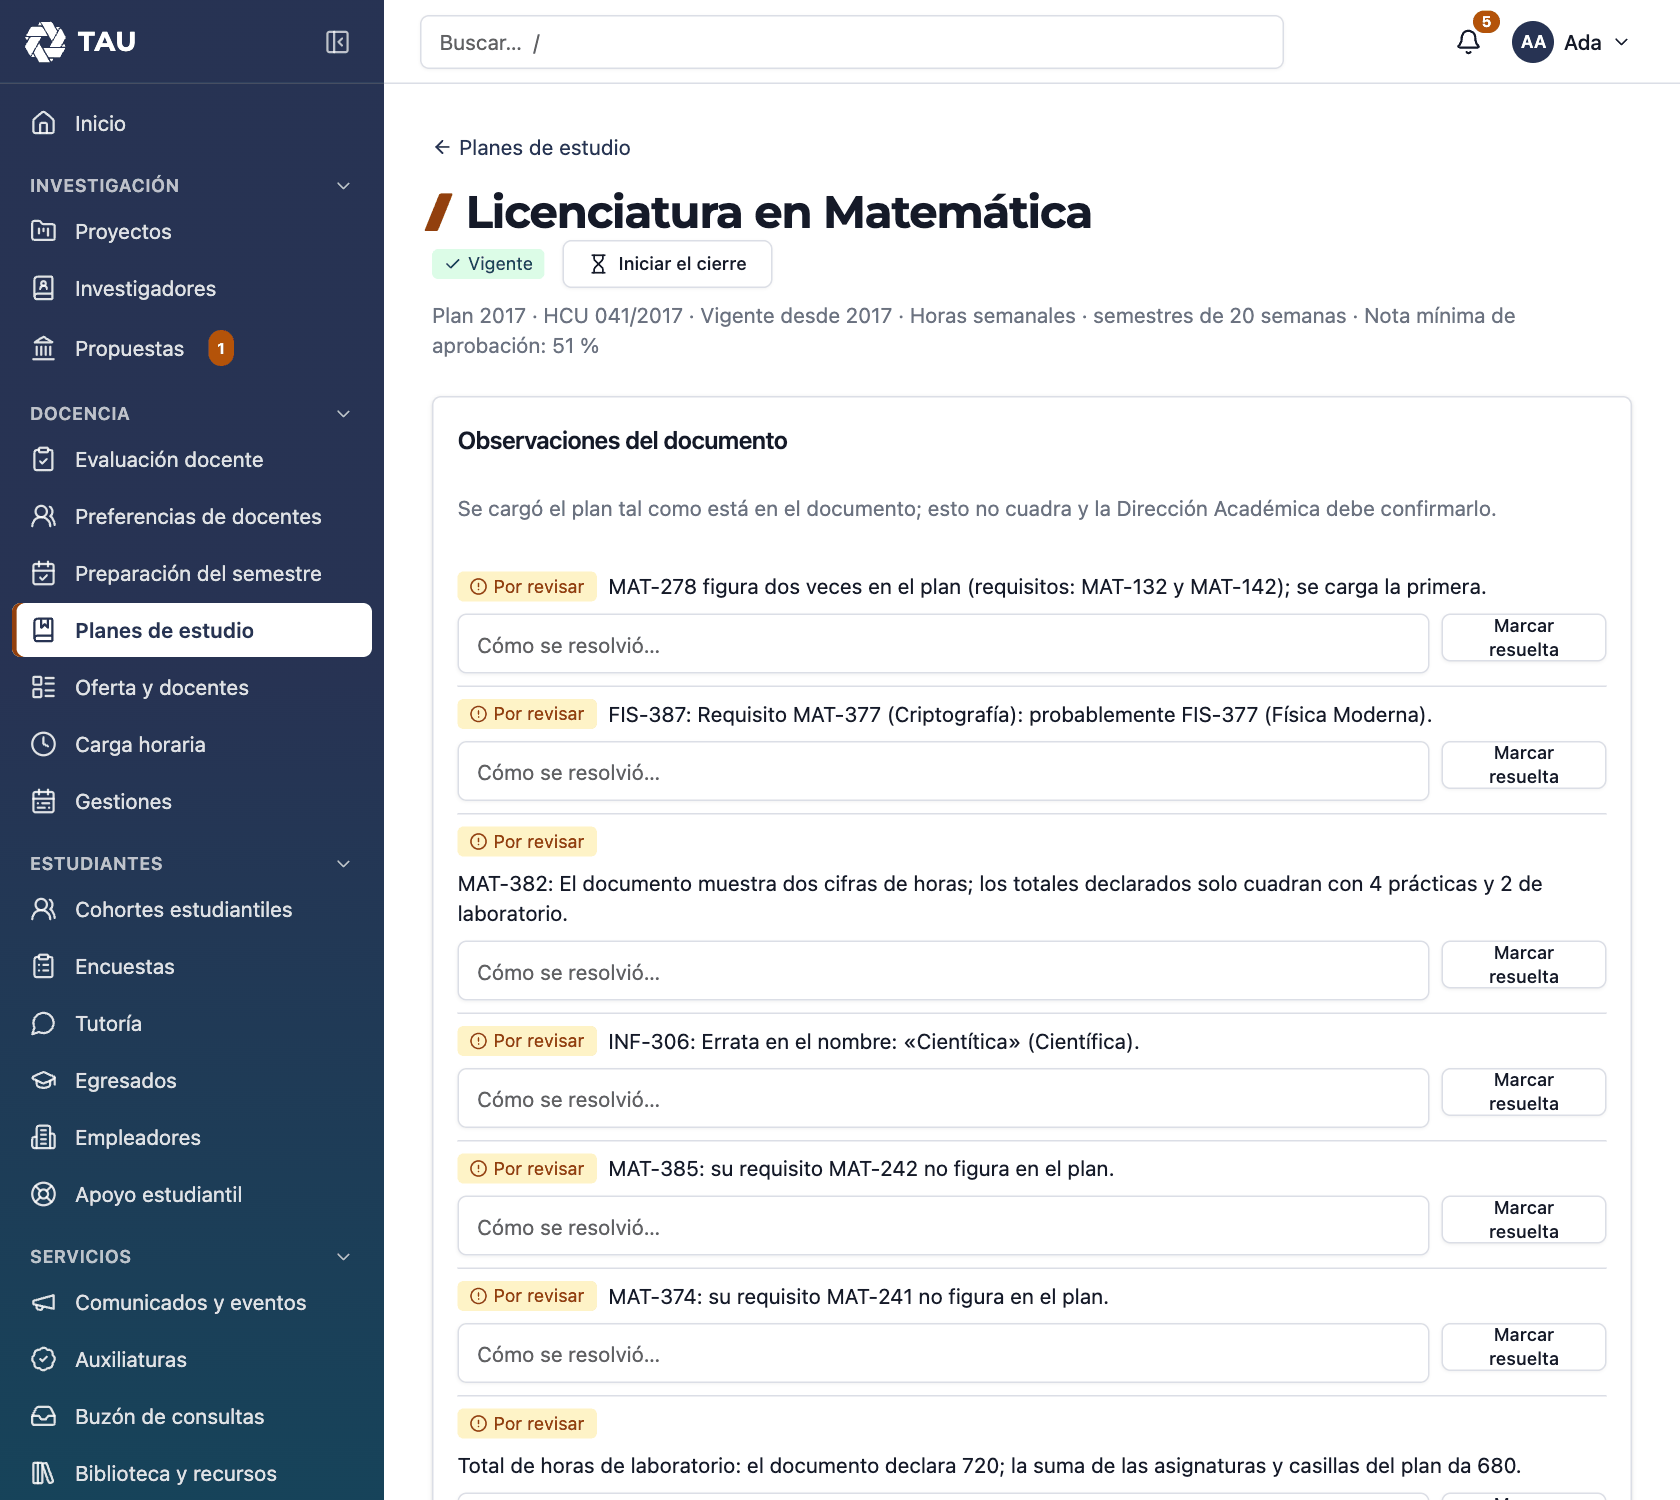 TAU
Buscar... /
5
AA
Ada
Inicio
INVESTIGACIÓN
Proyectos
Investigadores
Propuestas 1
DOCENCIA
Evaluación docente
Preferencias de docentes
Preparación del semestre
Planes de estudio
Oferta y docentes
Carga horaria
Gestiones
ESTUDIANTES
Cohortes estudiantiles
Encuestas
Tutoría
Egresados
Empleadores
Apoyo estudiantil
SERVICIOS
Comunicados y eventos
Auxiliaturas
Buzón de consultas
Biblioteca y recursos
← Planes de estudio
Licenciatura en Matemática
Vigente
Iniciar el cierre
Plan 2017 · HCU 041/2017 · Vigente desde 2017 · Horas semanales · semestres de 20 semanas · Nota mínima de
aprobación: 51 %
Observaciones del documento
Se cargó el plan tal como está en el documento; esto no cuadra y la Dirección Académica debe confirmarlo.
Por revisar MAT-278 figura dos veces en el plan (requisitos: MAT-132 y MAT-142); se carga la primera.
Cómo se resolvió...
Marcar
resuelta
Por revisar FIS-387: Requisito MAT-377 (Criptografía): probablemente FIS-377 (Física Moderna).
Cómo se resolvió...
Marcar
resuelta
Por revisar
MAT-382: El documento muestra dos cifras de horas; los totales declarados solo cuadran con 4 prácticas y 2 de
laboratorio.
Cómo se resolvió...
Marcar
resuelta
Por revisar INF-306: Errata en el nombre: «Cientítica» (Científica).
Cómo se resolvió...
Marcar
resuelta
Por revisar MAT-385: su requisito MAT-242 no figura en el plan.
Cómo se resolvió...
Marcar
resuelta
Por revisar MAT-374: su requisito MAT-241 no figura en el plan.
Cómo se resolvió...
Marcar
resuelta
Por revisar
Total de horas de laboratorio: el documento declara 720; la suma de las asignaturas y casillas del plan da 680.